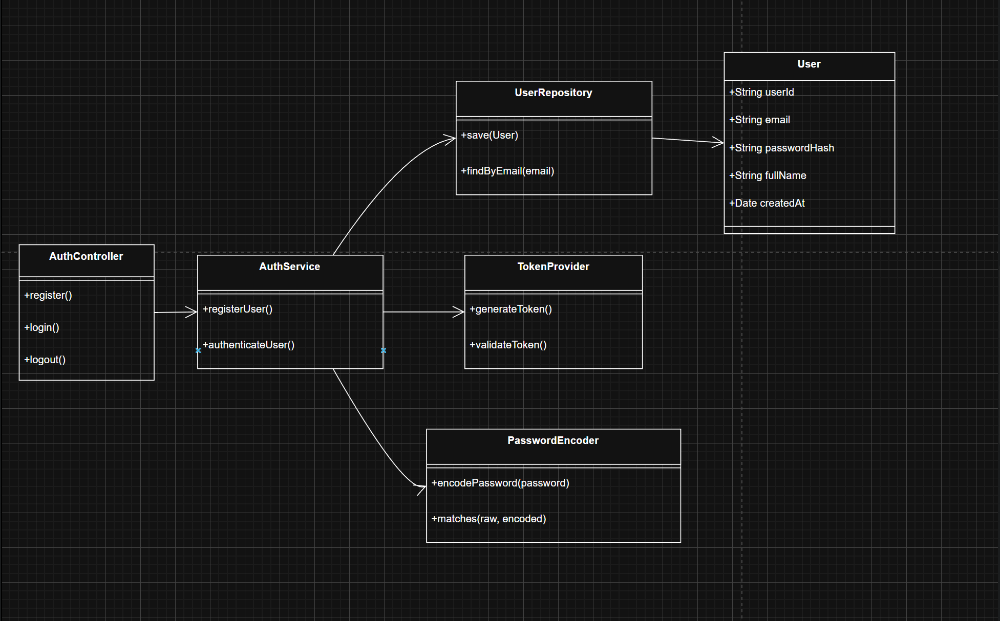 User
+String userId
+String email
+String passwordHash
+String fullName
+Date createdAt
UserRepository
+save(User)
+findByEmail(email)
AuthController
+register()
+login()
+logout()
AuthService
+registerUser()
+authenticateUser()
TokenProvider
+generateToken()
+validateToken()
PasswordEncoder
+encodePassword(password)
+matches(raw, encoded)